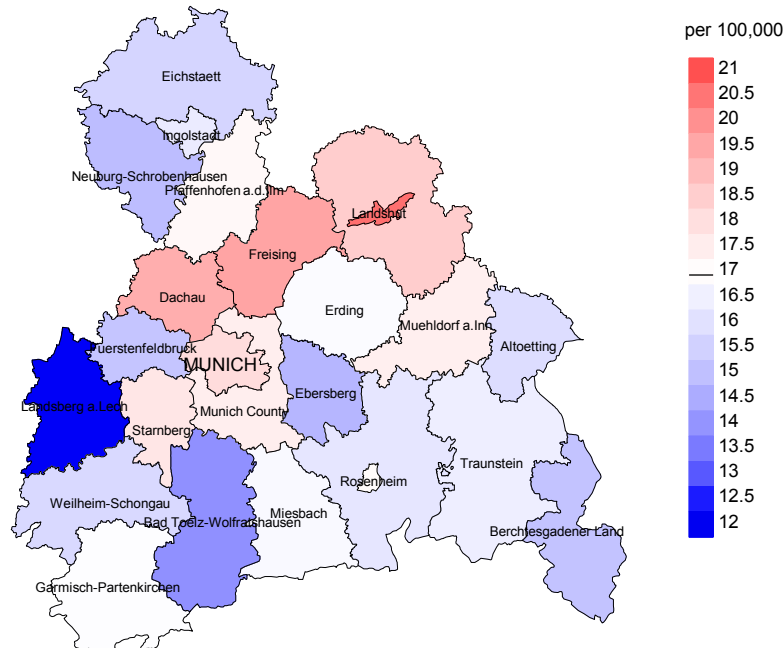 per 100,000
21
20.5
20
19.5
19
18.5
18
17.5
17
16.5
16
15.5
15
14.5
14
13.5
13
12.5
12
Eichstaett
Ingolstadt
Neuburg-Schrobenhausen
Pfaffenhofen a.d.Ilm
Landshut
Freising
Dachau
Erding
Muehldorf a.Inn
Altoetting
Fuerstenfeldbruck
MUNICH
Ebersberg
Landsberg a.Lech
Munich County
Starnberg
Traunstein
Rosenheim
Weilheim-Schongau
Miesbach
Bad Toelz-Wolfratshausen
Berchtesgadener Land
Garmisch-Partenkirchen